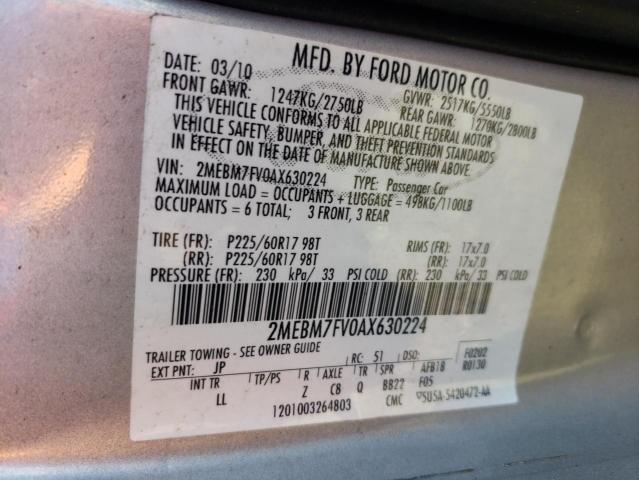 MFD. BY FORD MOTOR CO.
DATE: 03/10 GVWR: 2517KG/5550LB
FRONT GAWR: 1247KG/2750LB REAR GAWR: 1270KG/2800LB
THIS VEHICLE CONFORMS TO ALL APPLICABLE FEDERAL MOTOR
VEHICLE SAFETY, BUMPER, AND THEFT PREVENTION STANDARDS
IN EFFECT ON THE DATE OF MANUFACTURE SHOWN ABOVE.
VIN: 2MEBM7FV0AX630224 TYPE: Passenger Car
MAXIMUM LOAD = OCCUPANTS + LUGGAGE = 498KG/1100LB
OCCUPANTS = 6 TOTAL; 3 FRONT, 3 REAR
TIRE (FR): P225/60R17 98T RIMS (FR): 17x7.0
(RR): P225/60R17 98T (RR): 17x7.0
PRESSURE (FR): 230 kPa/ 33 PSI COLD (RR): 230 kPa/ 33 PSI COLD
2MEBM7FV0AX630224
TRAILER TOWING - SEE OWNER GUIDE F0202
EXT PNT: JP RC: 51 DSO: AFB1B R0130
INT TR TP/PS R AXLE TR SPR F05
LL Z C8 Q BB22
1201003264803 CMC 5U5A-5420472-AA